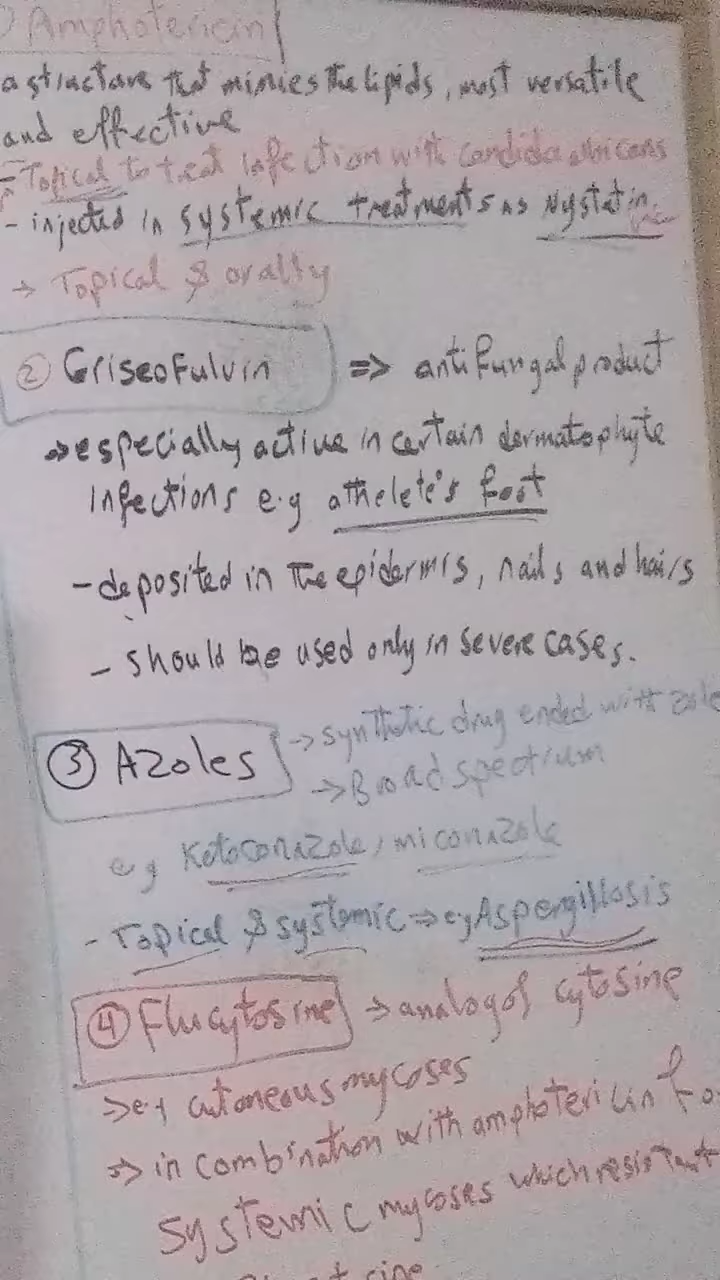 ) Amphotericin
a structure that mimics the lipids, most versatile
and effective
- Topical to treat infection with candida albicans
- injected in systemic treatments as Nystatin
→ Topical & orally
② Griseofulvin ⇒ antifungal product
→ especially active in certain dermatophyte
infections e.g athelete's foot
- deposited in the epidermis, nails and hairs
- should be used only in severe cases.
③ Azoles → synthetic drug ended with zole
→ Broad spectrum
e g Ketoconazole, miconazole
- Topical & systemic ⇒ eg Aspergillosis
④ Flucytosine → analog of cytosine
cutaneous mycoses
⇒ in combination with amphotericin fo
systemic mycoses which resistant